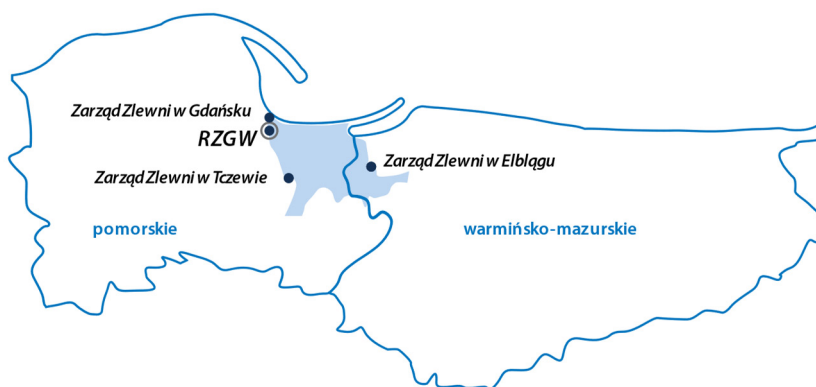 Zarząd Zlewni w Gdańsku
RZGW
Zarząd Zlewni w Elblągu
Zarząd Zlewni w Tczewie
pomorskie
warmińsko-mazurskie